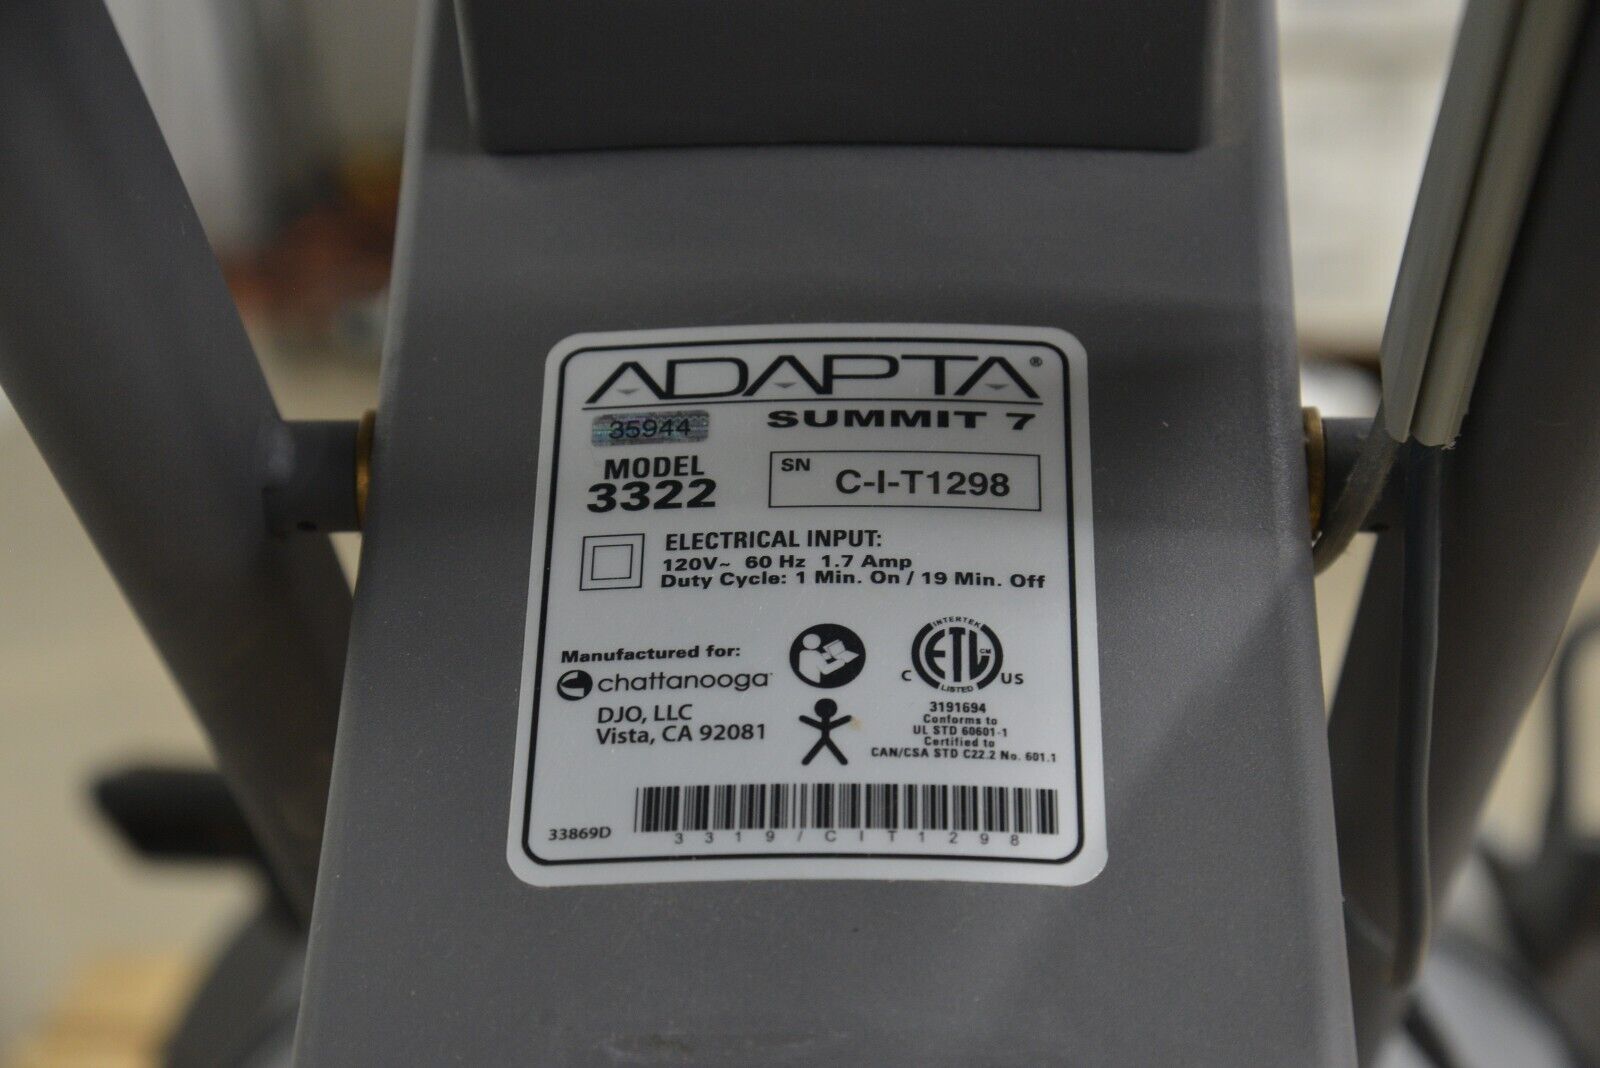 ADAPTA®
SUMMIT 7
35944
MODEL
3322
SN C-I-T1298
ELECTRICAL INPUT:
120V~ 60 Hz 1.7 Amp
Duty Cycle: 1 Min. On / 19 Min. Off
Manufactured for:
chattanooga
DJO, LLC
Vista, CA 92081
INTERTEK
ETL CM
C US
LISTED
3191694
Conforms to
UL STD 60601-1
Certified to
CAN/CSA STD C22.2 No. 601.1
33869D
3319/CIT1298